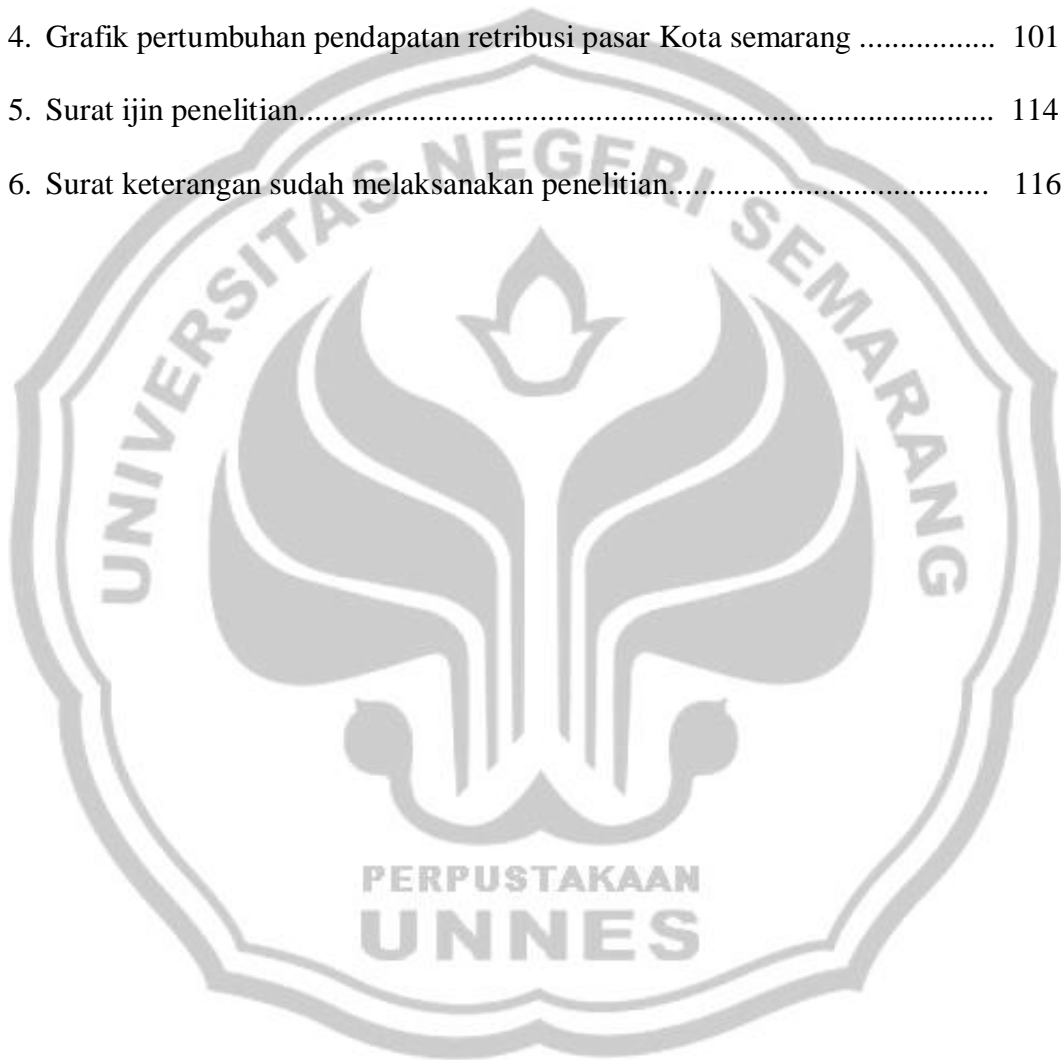 4. Grafik pertumbuhan pendapatan retribusi pasar Kota semarang ................. 101
5. Surat ijin penelitian...................................................................................... 114
6. Surat keterangan sudah melaksanakan penelitian....................................... 116
UNIVERSITAS NEGERI SEMARANG
PERPUSTAKAAN
UNNES